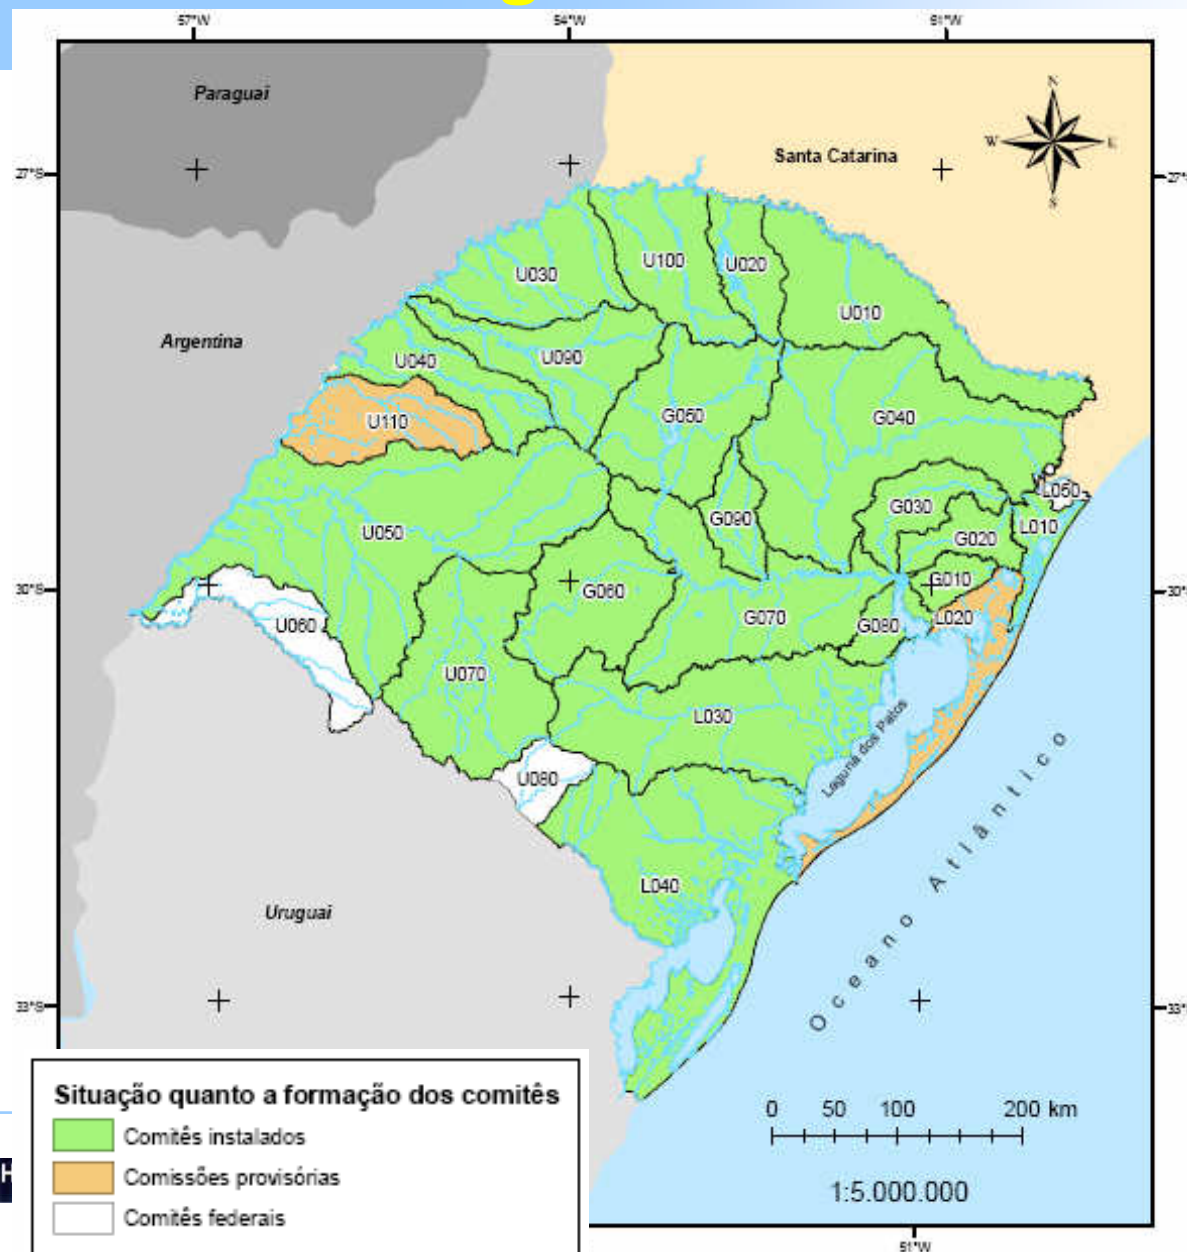 57°W
54°W
51°W
Paraguai
N
W
E
S
Santa Catarina
27°S
27°S
U030
U100
U020
U010
Argentina
U040
U090
U110
G050
G040
L050
G030
L010
G090
U050
G020
G010
30°S
G060
U060
G070
G080
L020
U070
L030
Laguna dos Patos
U080
Oceano Atlântico
L040
Uruguai
33°S
33°S
Situação quanto a formação dos comitês
Comitês instalados
Comissões provisórias
Comitês federais
0 50 100 200 km
1:5.000.000
51°W
H